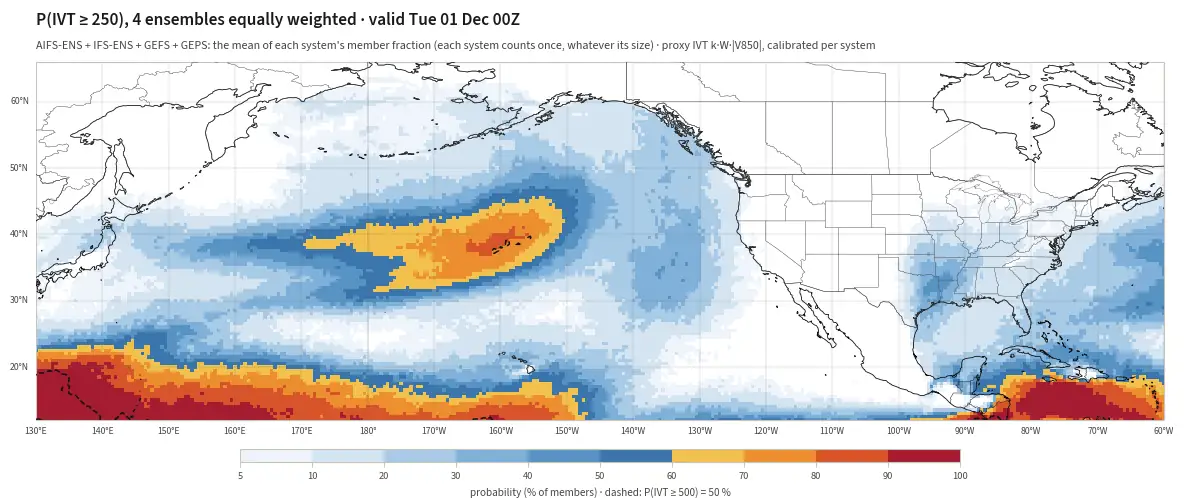 P(IVT ≥ 250), 4 ensembles equally weighted · valid Tue 01 Dec 00Z
AIFS-ENS + IFS-ENS + GEFS + GEPS: the mean of each system's member fraction (each system counts once, whatever its size) · proxy IVT k·W·|V850|, calibrated per system
60°N
50°N
40°N
30°N
20°N
130°E 140°E 150°E 160°E 170°E 180° 170°W 160°W 150°W 140°W 130°W 120°W 110°W 100°W 90°W 80°W 70°W 60°W
5 10 20 30 40 50 60 70 80 90 100
probability (% of members) · dashed: P(IVT ≥ 500) = 50 %